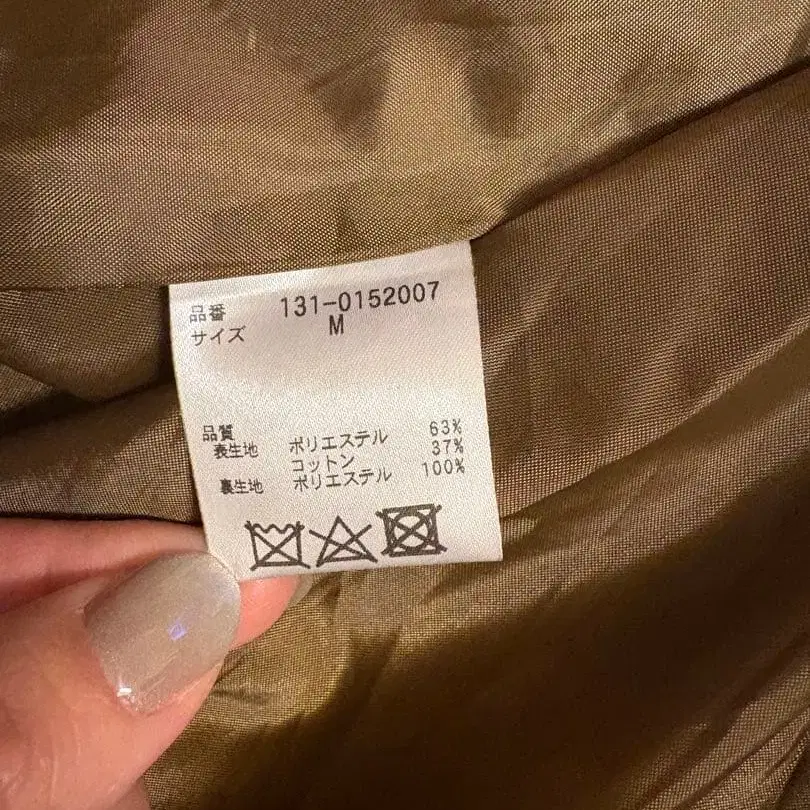 品番 131-0152007
サイズ M
品質
表生地 ポリエステル 63%
コットン 37%
裏生地 ポリエステル 100%